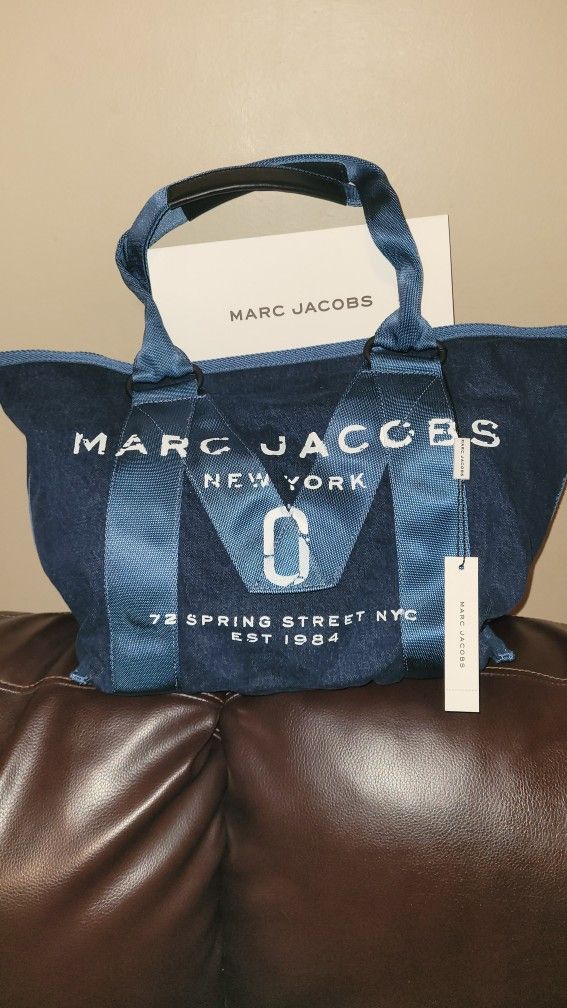 MARC JACOBS
MARC JACOBS
NEW YORK
0
72 SPRING STREET NYC
EST 1984
MARC JACOBS
MARC JACOBS